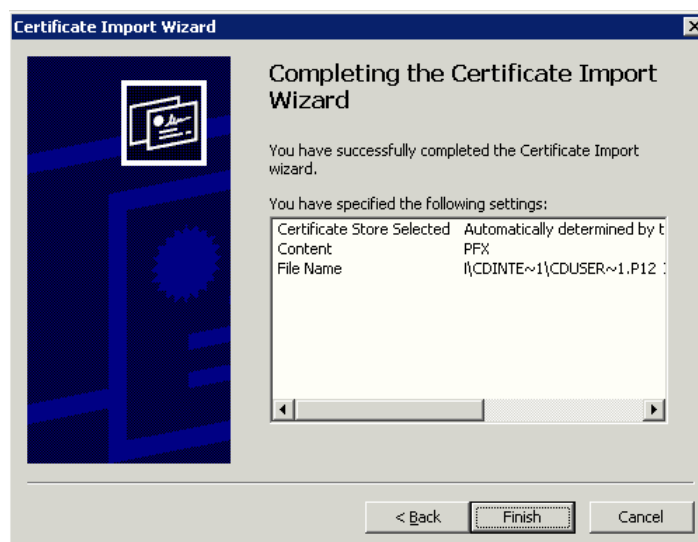 Certificate Import Wizard
Completing the Certificate Import
Wizard
You have successfully completed the Certificate Import
wizard.
You have specified the following settings:
Certificate Store Selected Automatically determined by t
Content PFX
File Name I\CDINTE~1\CDUSER~1.P12
< Back Finish Cancel